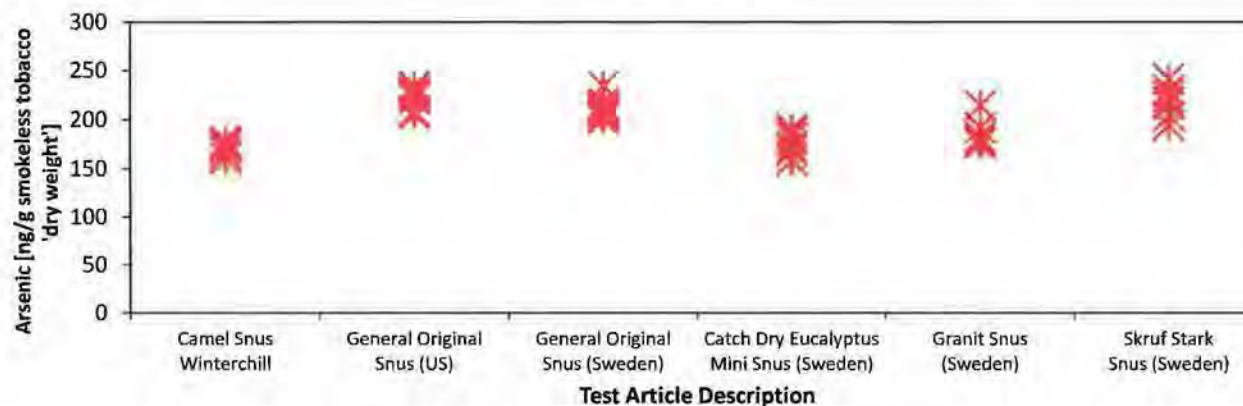 300
250
200
150
100
50
0
Arsenic [ng/g smokeless tobacco
'dry weight']
Camel Snus
Winterchill
General Original
Snus (US)
General Original
Snus (Sweden)
Catch Dry Eucalyptus
Mini Snus (Sweden)
Granit Snus
(Sweden)
Skruf Stark
Snus (Sweden)
Test Article Description